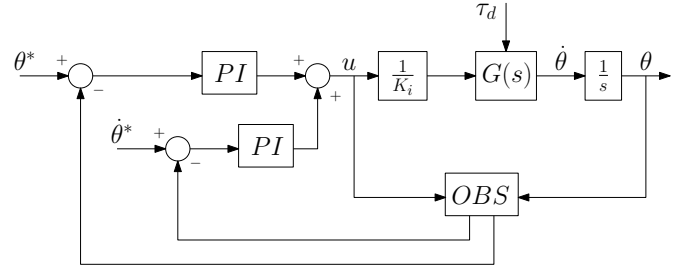 τ_d
θ* + − PI + + u 1/K_i G(s) θ̇ 1/s θ
θ̇* + − PI
OBS